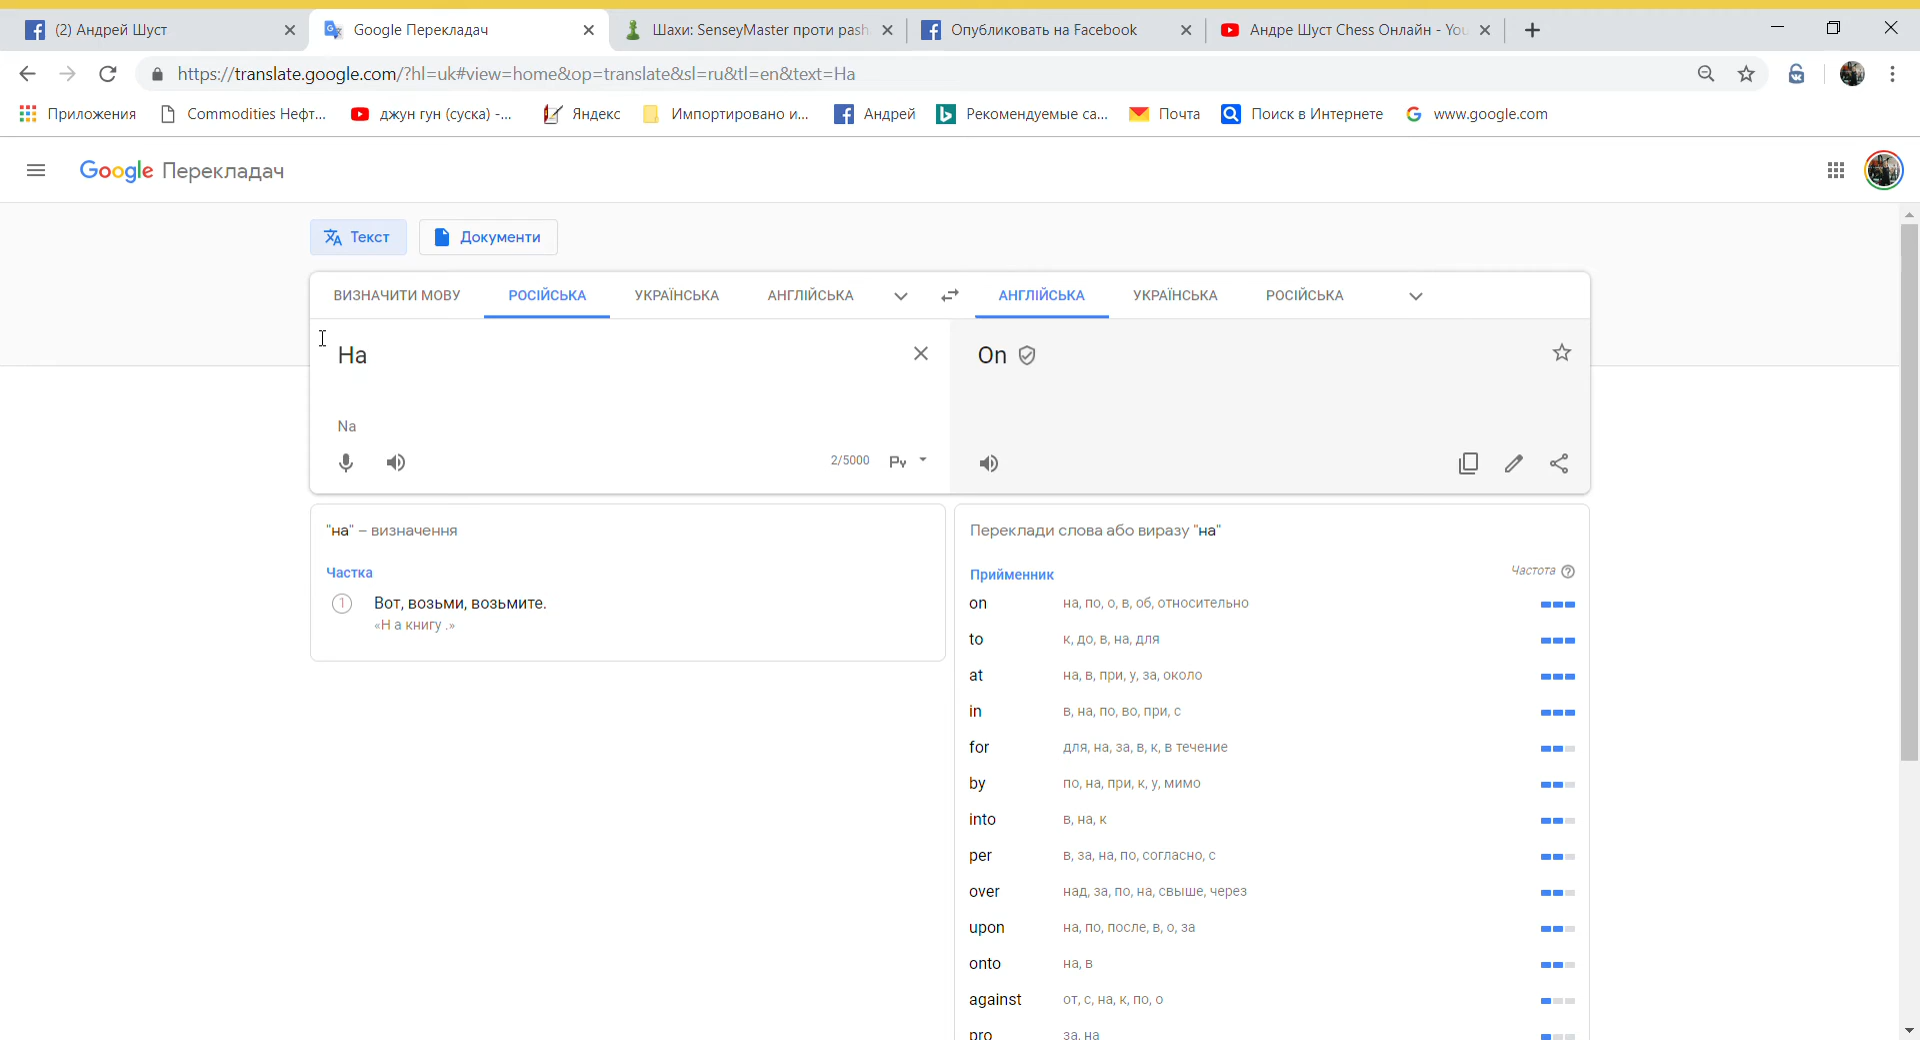 (2) Андрей Шуст
Google Перекладач
Шахи: SenseyMaster проти pash
Опубликовать на Facebook
Андре Шуст Chess Онлайн - You
https://translate.google.com/?hl=uk#view=home&op=translate&sl=ru&tl=en&text=На
Приложения
Commodities Нефт...
джун гун (суска) -...
Яндекс
Импортировано и...
Андрей
Рекомендуемые са...
Почта
Поиск в Интернете
www.google.com
Google Перекладач
Текст
Документи
ВИЗНАЧИТИ МОВУ
РОСІЙСЬКА
УКРАЇНСЬКА
АНГЛІЙСЬКА
АНГЛІЙСЬКА
УКРАЇНСЬКА
РОСІЙСЬКА
На
On
Na
2/5000
Ру
"на" – визначення
Частка
1 Вот, возьми, возьмите.
«Н а книгу .»
Переклади слова або виразу "на"
Прийменник
Частота
on на, по, о, в, об, относительно
to к, до, в, на, для
at на, в, при, у, за, около
in в, на, по, во, при, с
for для, на, за, в, к, в течение
by по, на, при, к, у, мимо
into в, на, к
per в, за, на, по, согласно, с
over над, за, по, на, свыше, через
upon на, по, после, в, о, за
onto на, в
against от, с, на, к, по, о
pro за, на